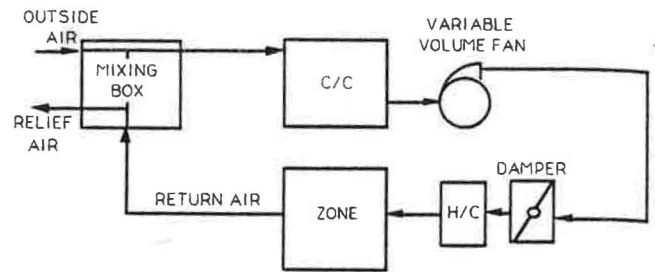 OUTSIDE
AIR
MIXING
BOX
RELIEF
AIR
C/C
VARIABLE
VOLUME FAN
DAMPER
H/C
ZONE
RETURN AIR